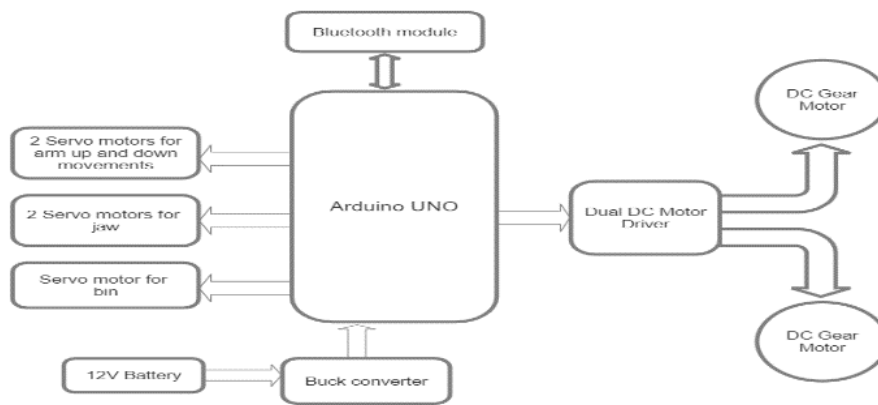 Bluetooth module
DC Gear
Motor
2 Servo motors for
arm up and down
movements
Arduino UNO
2 Servo motors for
jaw
Dual DC Motor
Driver
Servo motor for
bin
DC Gear
Motor
12V Battery
Buck converter